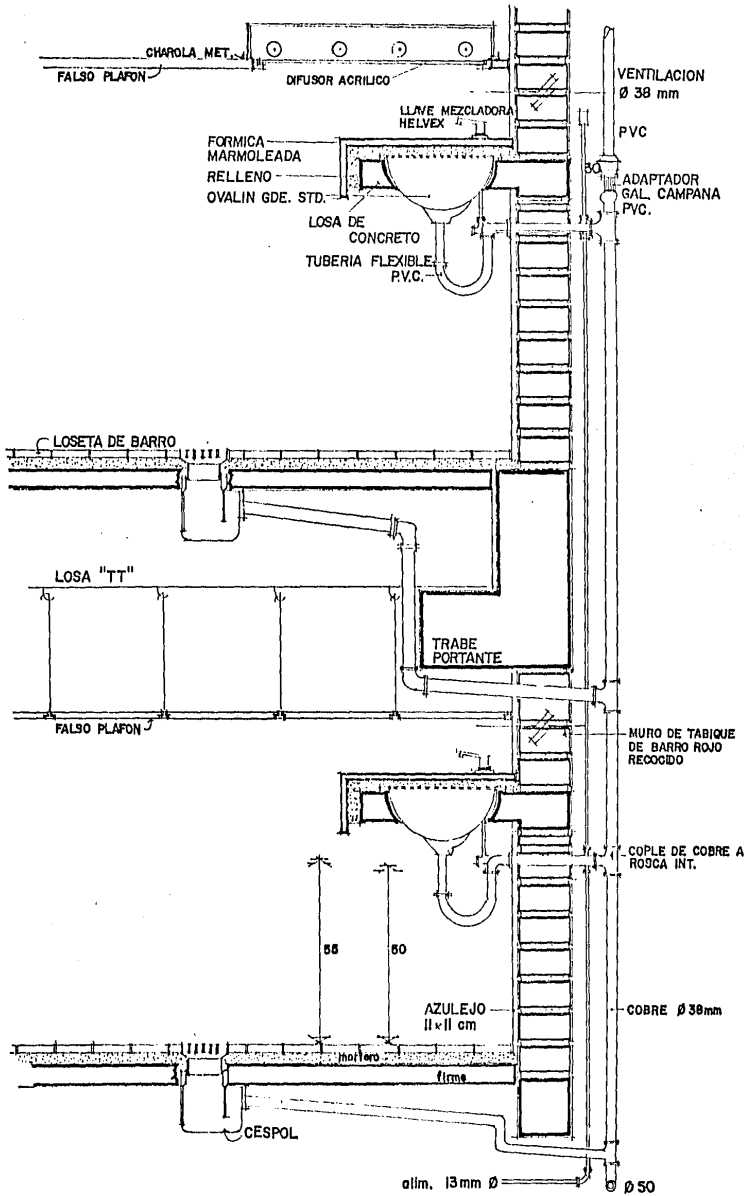 CHAROLA MET.
FALSO PLAFON
DIFUSOR ACRILICO
VENTILACION
Ø 38 mm
LLAVE MEZCLADORA
HELVEX
PVC
FORMICA
MARMOLEADA
RELLENO
OVALIN GDE. STD.
30
ADAPTADOR
GAL. CAMPANA
PVC.
LOSA DE
CONCRETO
TUBERIA FLEXIBLE
P.V.C.
LOSETA DE BARRO
LOSA "TT"
TRABE
PORTANTE
FALSO PLAFON
MURO DE TABIQUE
DE BARRO ROJO
RECOCIDO
COPLE DE COBRE A
ROSCA INT.
55
50
AZULEJO
11x11 cm
COBRE Ø 38mm
mortero
firme
CESPOL
alim. 13mm Ø
Ø 50